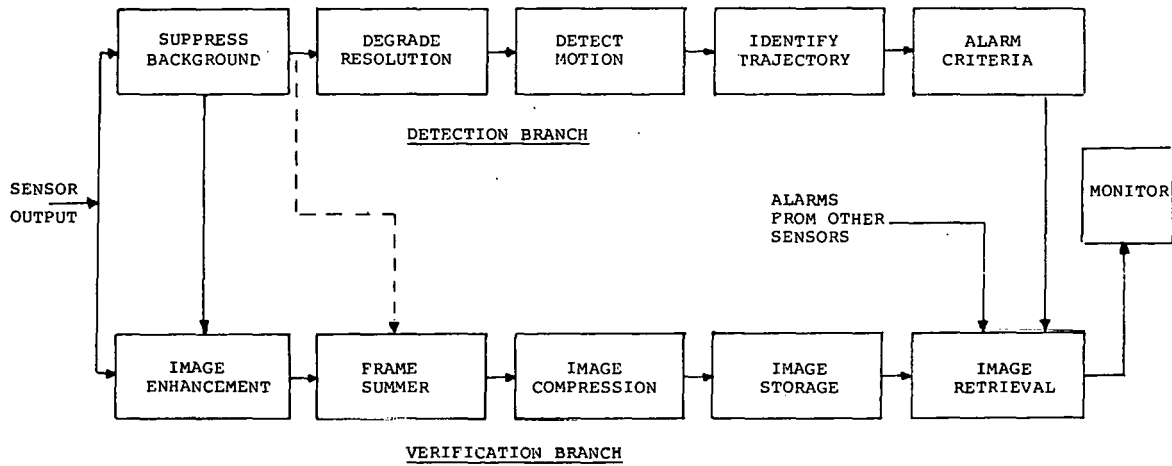 SUPPRESS
BACKGROUND
DEGRADE
RESOLUTION
DETECT
MOTION
IDENTIFY
TRAJECTORY
ALARM
CRITERIA
DETECTION BRANCH
SENSOR
OUTPUT
ALARMS
FROM OTHER
SENSORS
MONITOR
IMAGE
ENHANCEMENT
FRAME
SUMMER
IMAGE
COMPRESSION
IMAGE
STORAGE
IMAGE
RETRIEVAL
VERIFICATION BRANCH